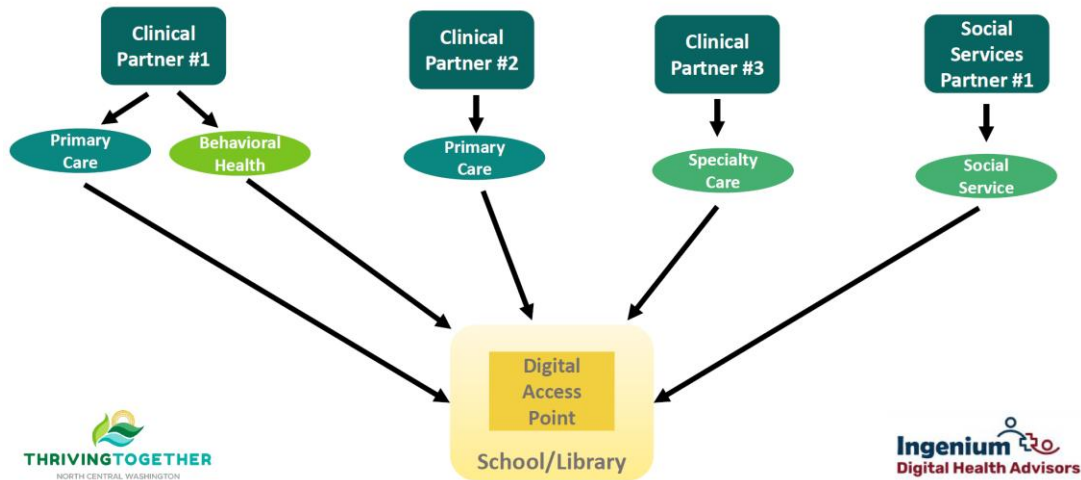 Clinical
Partner #1
Clinical
Partner #2
Clinical
Partner #3
Social
Services
Partner #1
Primary
Care
Behavioral
Health
Primary
Care
Specialty
Care
Social
Service
Digital
Access
Point
School/Library
THRIVINGTOGETHER
NORTH CENTRAL WASHINGTON
Ingenium
Digital Health Advisors